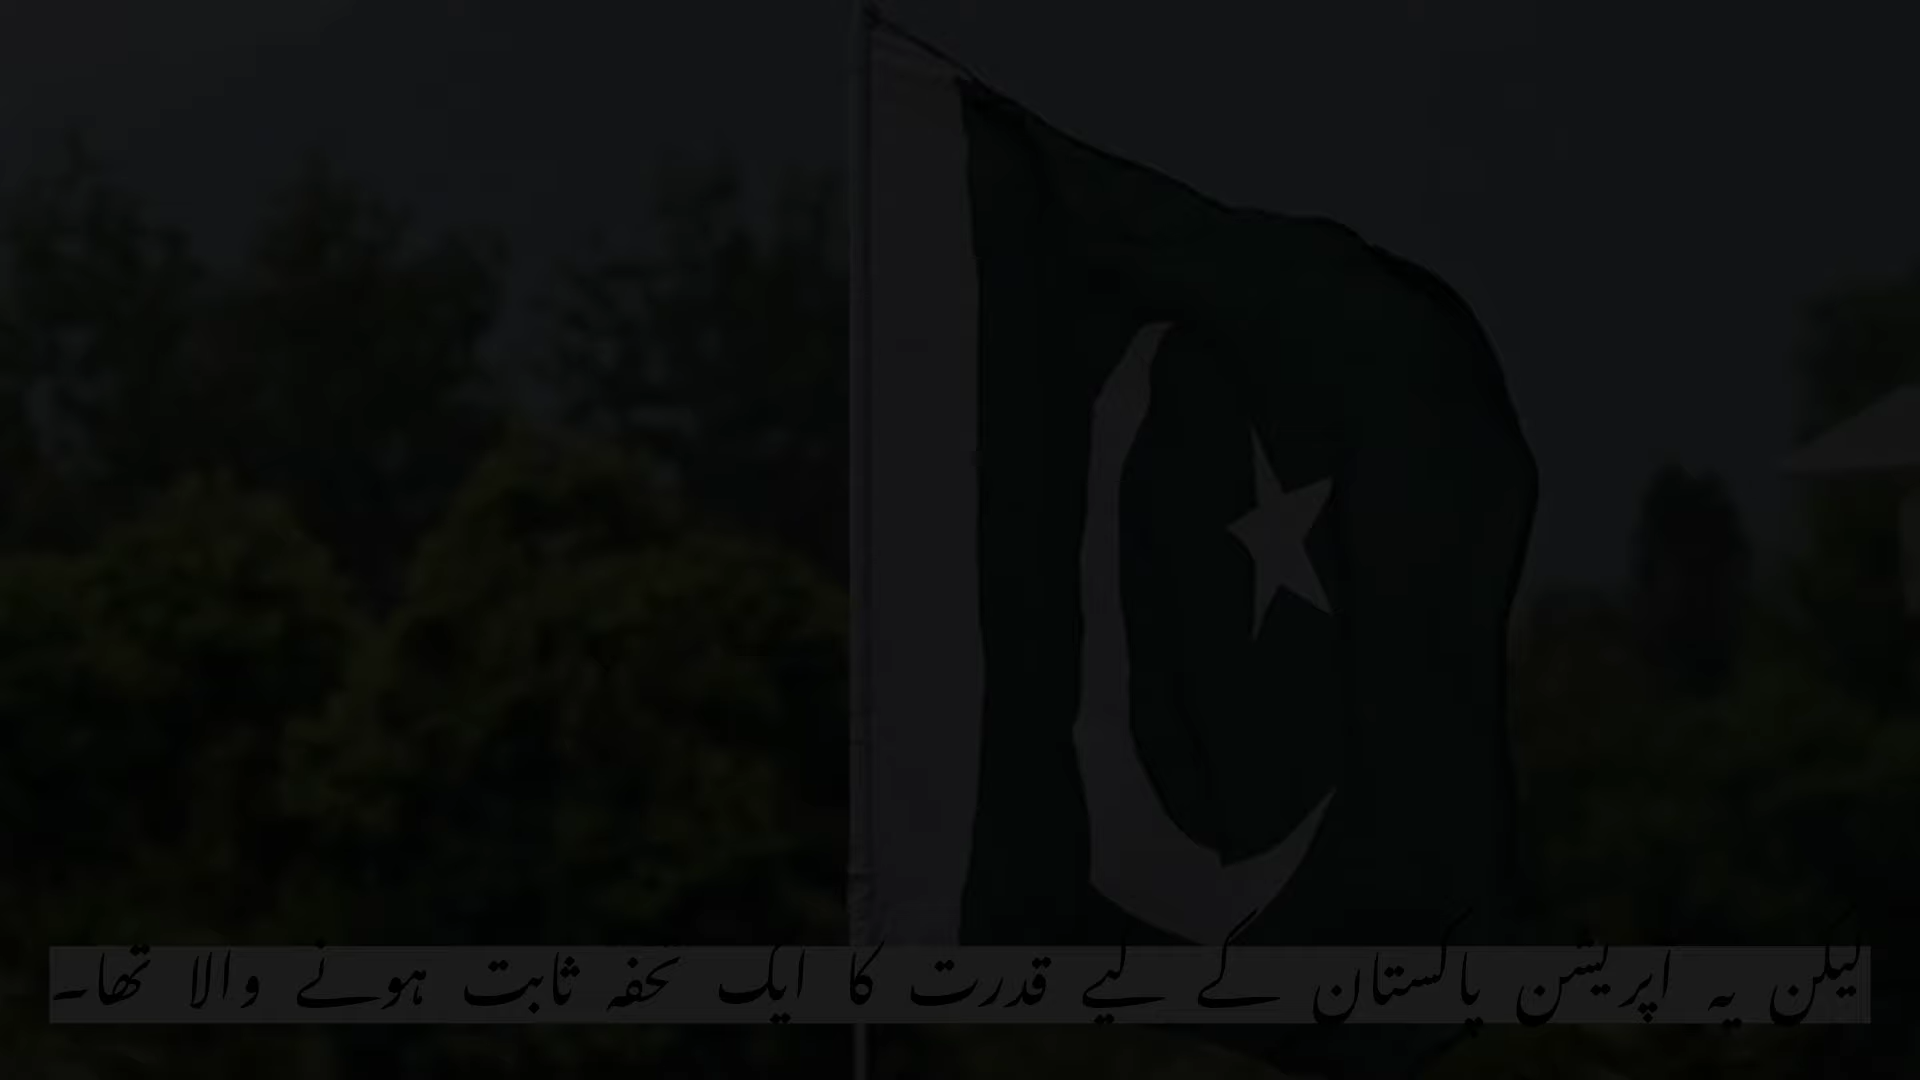 لیکن یہ اپریشن پاکستان کے لیے قدرت کا ایک تحفہ ثابت ہونے والا تھا۔